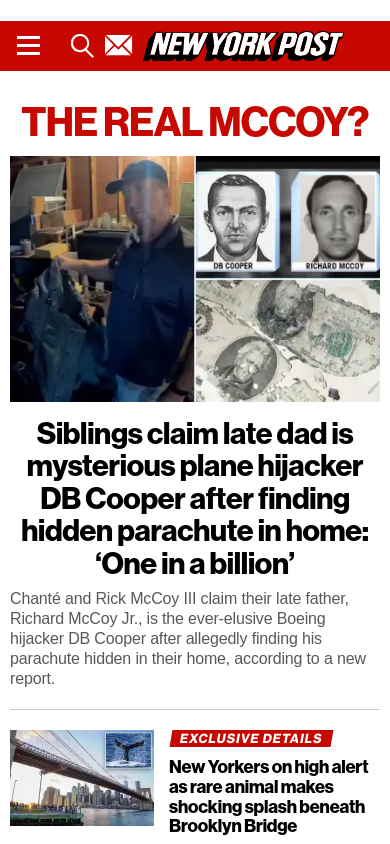 NEW YORK POST
THE REAL MCCOY?
DB COOPER
RICHARD MCCOY
Siblings claim late dad is
mysterious plane hijacker
DB Cooper after finding
hidden parachute in home:
‘One in a billion’
Chanté and Rick McCoy III claim their late father,
Richard McCoy Jr., is the ever-elusive Boeing
hijacker DB Cooper after allegedly finding his
parachute hidden in their home, according to a new
report.
EXCLUSIVE DETAILS
New Yorkers on high alert
as rare animal makes
shocking splash beneath
Brooklyn Bridge